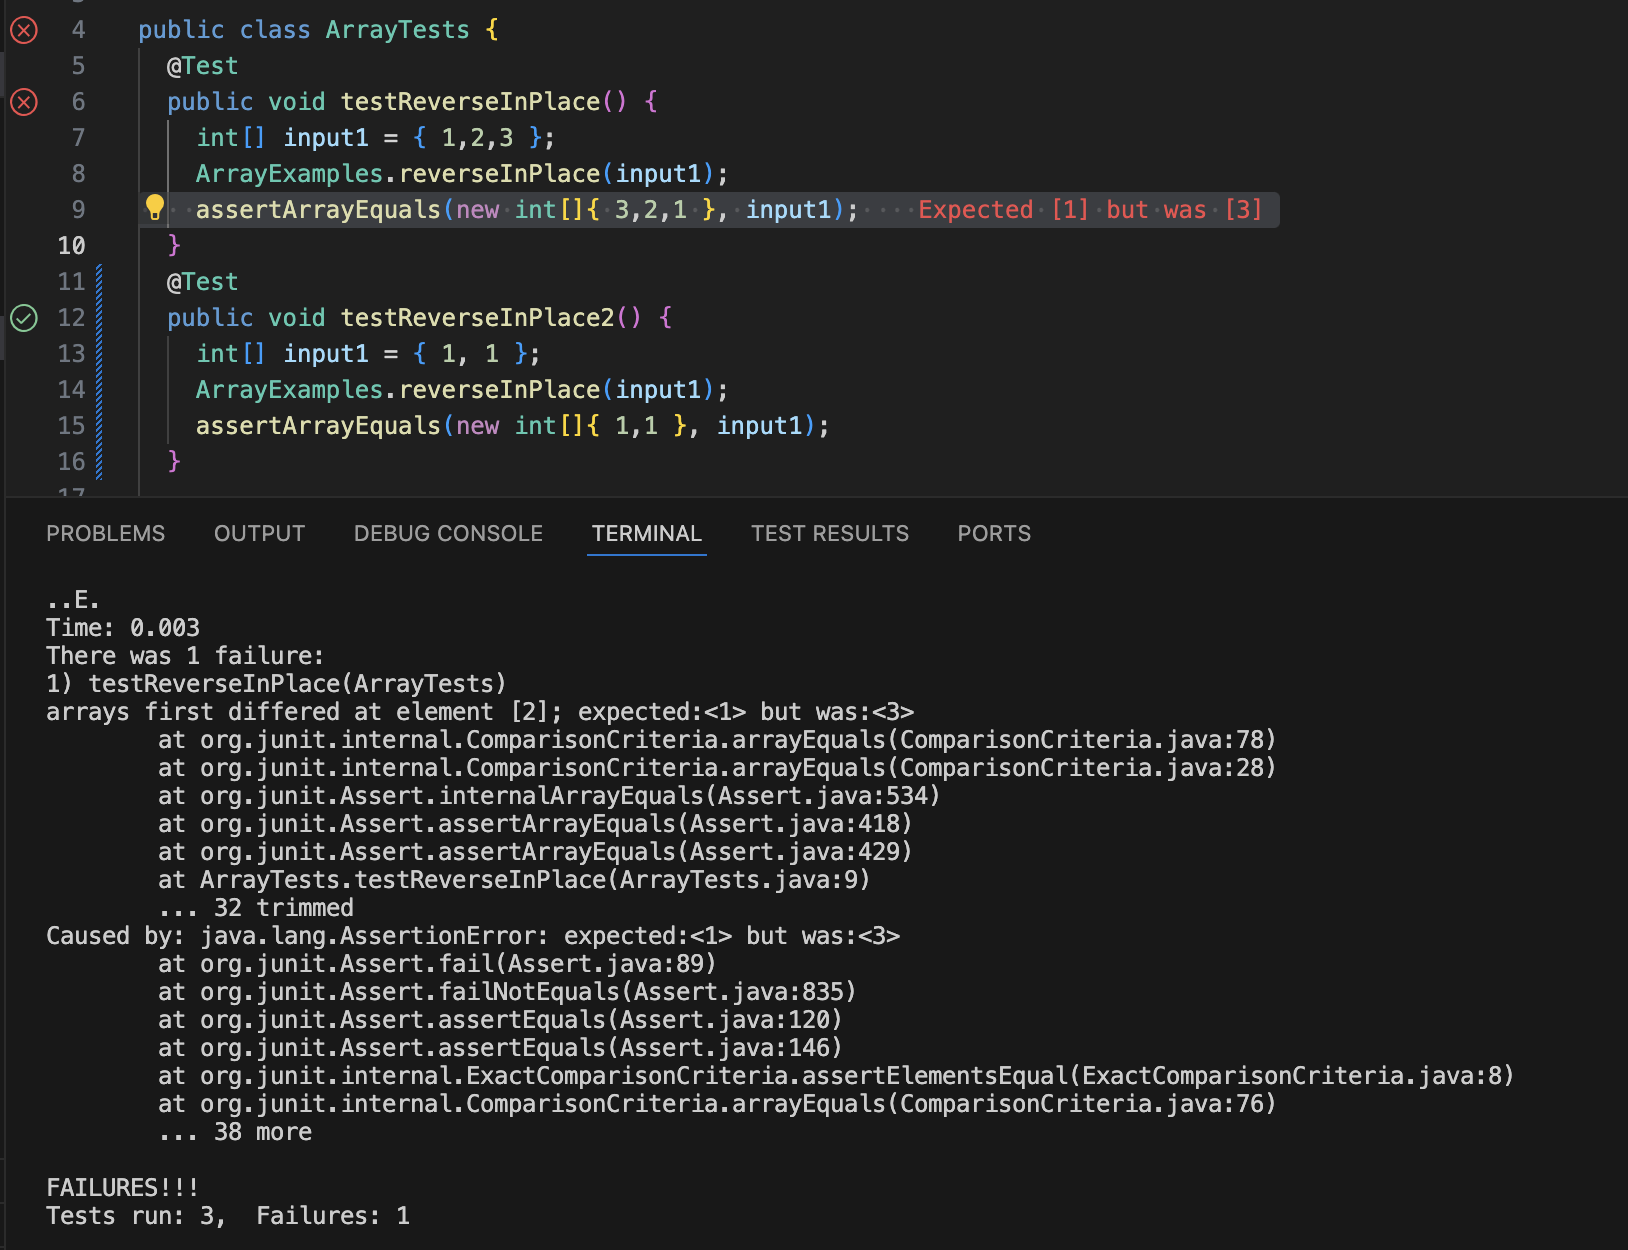 4 public class ArrayTests {
5 @Test
6 public void testReverseInPlace() {
7 int[] input1 = { 1,2,3 };
8 ArrayExamples.reverseInPlace(input1);
9 assertArrayEquals(new int[]{ 3,2,1 }, input1); Expected [1] but was [3]
10 }
11 @Test
12 public void testReverseInPlace2() {
13 int[] input1 = { 1, 1 };
14 ArrayExamples.reverseInPlace(input1);
15 assertArrayEquals(new int[]{ 1,1 }, input1);
16 }
17
PROBLEMS OUTPUT DEBUG CONSOLE TERMINAL TEST RESULTS PORTS
..E.
Time: 0.003
There was 1 failure:
1) testReverseInPlace(ArrayTests)
arrays first differed at element [2]; expected:<1> but was:<3>
at org.junit.internal.ComparisonCriteria.arrayEquals(ComparisonCriteria.java:78)
at org.junit.internal.ComparisonCriteria.arrayEquals(ComparisonCriteria.java:28)
at org.junit.Assert.internalArrayEquals(Assert.java:534)
at org.junit.Assert.assertArrayEquals(Assert.java:418)
at org.junit.Assert.assertArrayEquals(Assert.java:429)
at ArrayTests.testReverseInPlace(ArrayTests.java:9)
... 32 trimmed
Caused by: java.lang.AssertionError: expected:<1> but was:<3>
at org.junit.Assert.fail(Assert.java:89)
at org.junit.Assert.failNotEquals(Assert.java:835)
at org.junit.Assert.assertEquals(Assert.java:120)
at org.junit.Assert.assertEquals(Assert.java:146)
at org.junit.internal.ExactComparisonCriteria.assertElementsEqual(ExactComparisonCriteria.java:8)
at org.junit.internal.ComparisonCriteria.arrayEquals(ComparisonCriteria.java:76)
... 38 more
FAILURES!!!
Tests run: 3,  Failures: 1